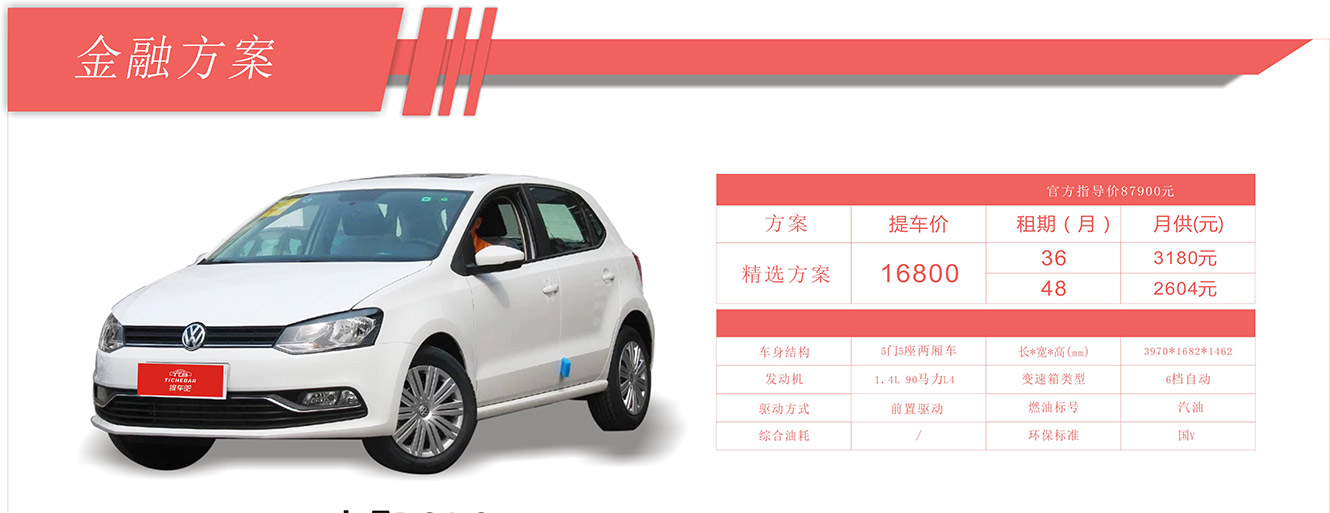 金融方案
官方指导价87900元
方案 提车价 租期（月） 月供(元)
精选方案 16800 36 3180元
48 2604元
车身结构 5门5座两厢车 长*宽*高(mm) 3970*1682*1462
发动机 1.4L 90马力L4 变速箱类型 6档自动
驱动方式 前置驱动 燃油标号 汽油
综合油耗 / 环保标准 国V
TICHEBAR
提车吧